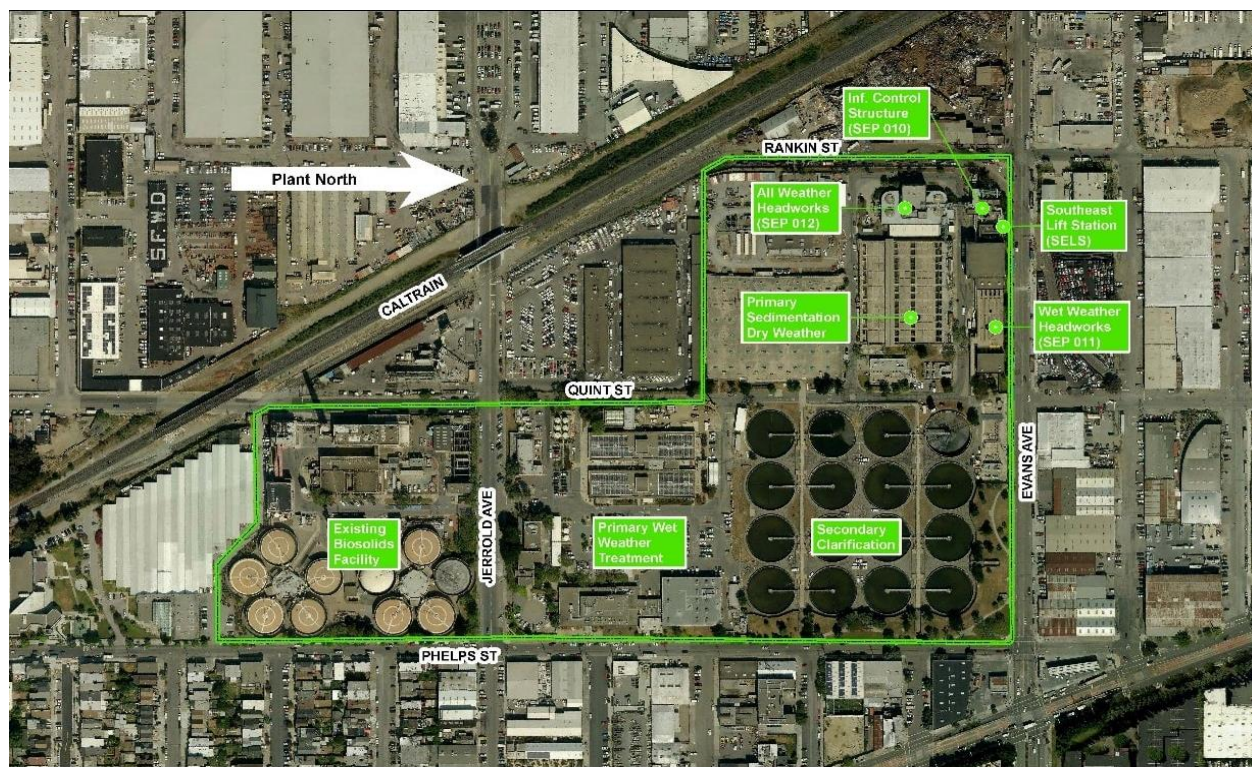 Inf. Control
Structure
(SEP 010)
RANKIN ST
Plant North
All Weather
Headworks
(SEP 012)
Southeast
Lift Station
(SELS)
S.F.W.D
CALTRAIN
Primary
Sedimentation
Dry Weather
Wet Weather
Headworks
(SEP 011)
QUINT ST
EVANS AVE
JERROLD AVE
Existing
Biosolids
Facility
Primary Wet
Weather
Treatment
Secondary
Clarification
PHELPS ST